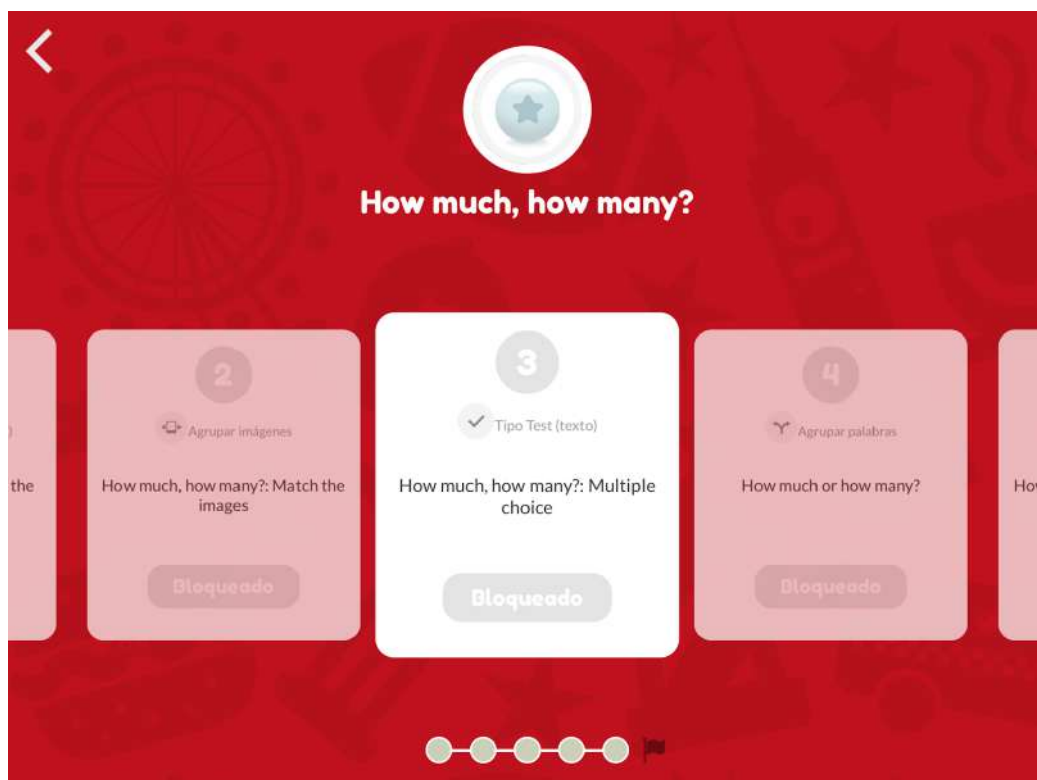 How much, how many?
the
2
Agrupar imágenes
How much, how many?: Match the
images
Bloqueado
3
Tipo Test (texto)
How much, how many?: Multiple
choice
Bloqueado
4
Agrupar palabras
How much or how many?
Bloqueado